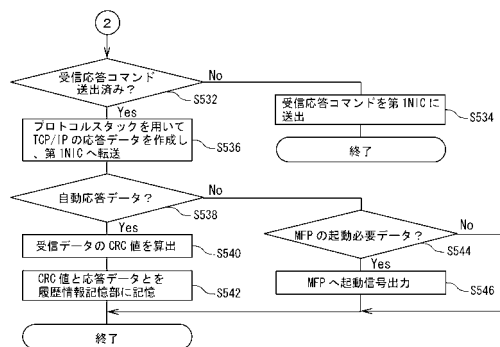 2
受信応答コマンド
送出済み？
No
S532
Yes
受信応答コマンドを第1NICに
送出
S534
プロトコルスタックを用いて
TCP/IPの応答データを作成し
、第1NICへ転送
S536
終了
自動応答データ？
No
S538
Yes
MFPの起動必要データ？
No
S544
受信データのCRC値を算出
S540
Yes
CRC値と応答データとを
履歴情報記憶部に記憶
S542
MFPへ起動信号出力
S546
終了